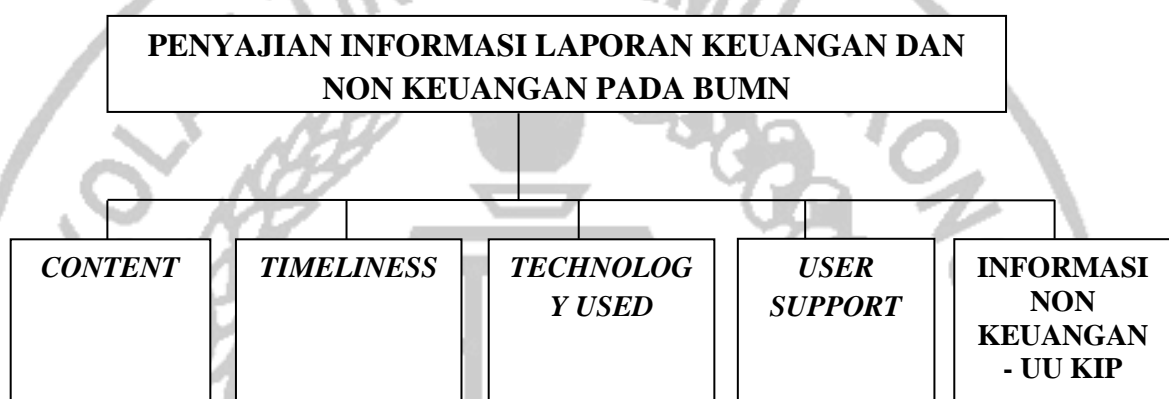 PENYAJIAN INFORMASI LAPORAN KEUANGAN DAN
NON KEUANGAN PADA BUMN
CONTENT
TIMELINESS
TECHNOLOG
Y USED
USER
SUPPORT
INFORMASI
NON
KEUANGAN
- UU KIP